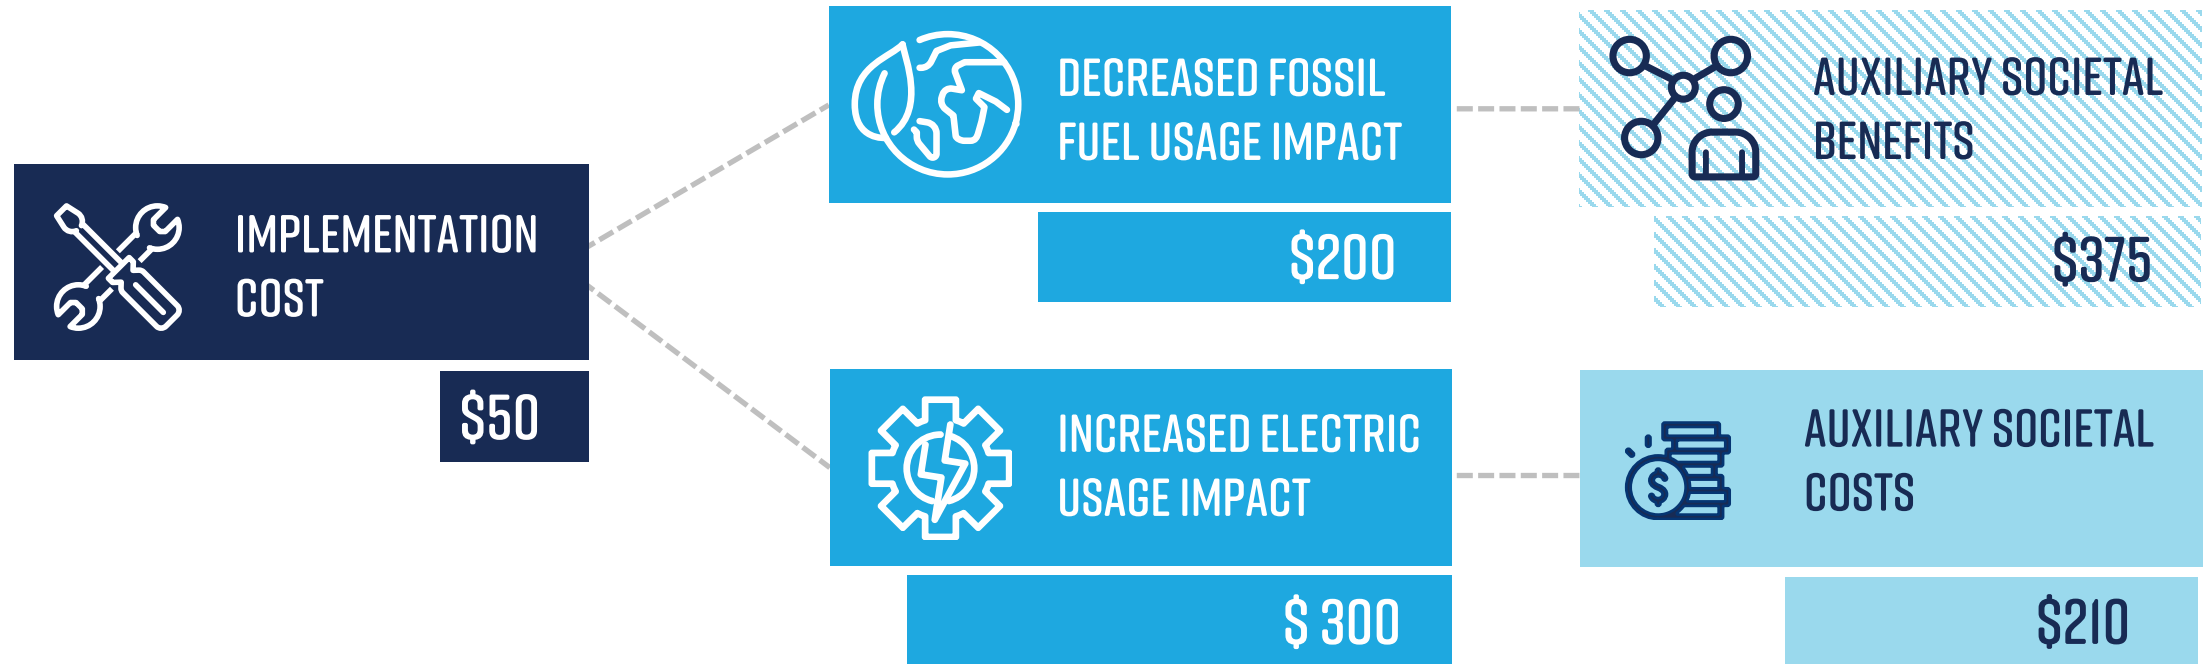 IMPLEMENTATION
COST
$50
DECREASED FOSSIL
FUEL USAGE IMPACT
$200
AUXILIARY SOCIETAL
BENEFITS
$375
INCREASED ELECTRIC
USAGE IMPACT
$ 300
$
AUXILIARY SOCIETAL
COSTS
$210